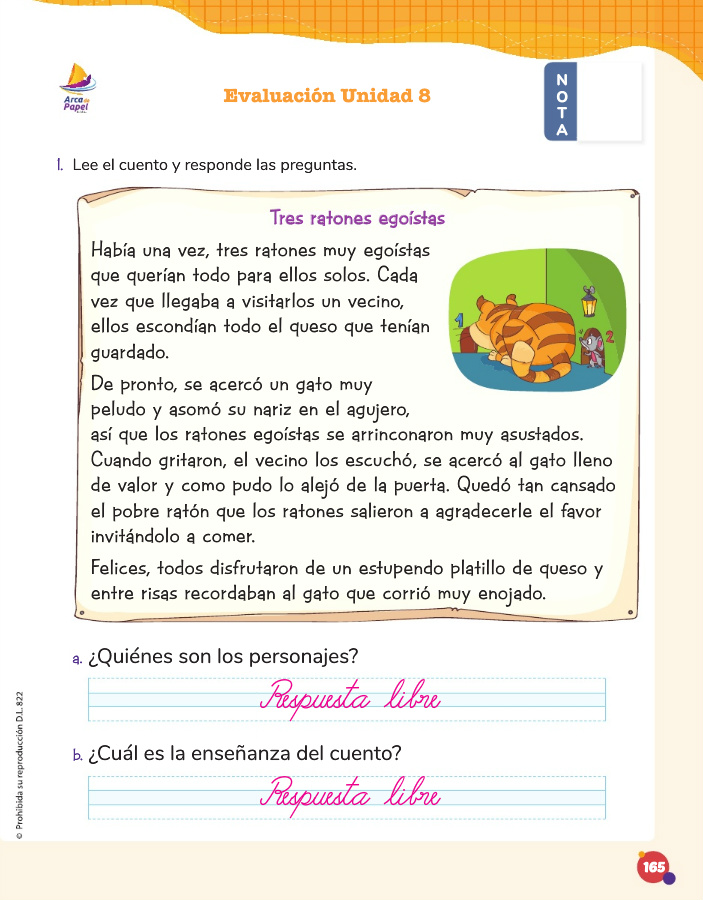 Arca de
Papel
Evaluación Unidad 8
N
O
T
A
1. Lee el cuento y responde las preguntas.
Tres ratones egoístas
Había una vez, tres ratones muy egoístas
que querían todo para ellos solos. Cada
vez que llegaba a visitarlos un vecino,
ellos escondían todo el queso que tenían
guardado.
1
2
De pronto, se acercó un gato muy
peludo y asomó su nariz en el agujero,
así que los ratones egoístas se arrinconaron muy asustados.
Cuando gritaron, el vecino los escuchó, se acercó al gato lleno
de valor y como pudo lo alejó de la puerta. Quedó tan cansado
el pobre ratón que los ratones salieron a agradecerle el favor
invitándolo a comer.
Felices, todos disfrutaron de un estupendo platillo de queso y
entre risas recordaban al gato que corrió muy enojado.
a. ¿Quiénes son los personajes?
Respuesta libre
b. ¿Cuál es la enseñanza del cuento?
Respuesta libre
© Prohibida su reproducción D.L. 822
165